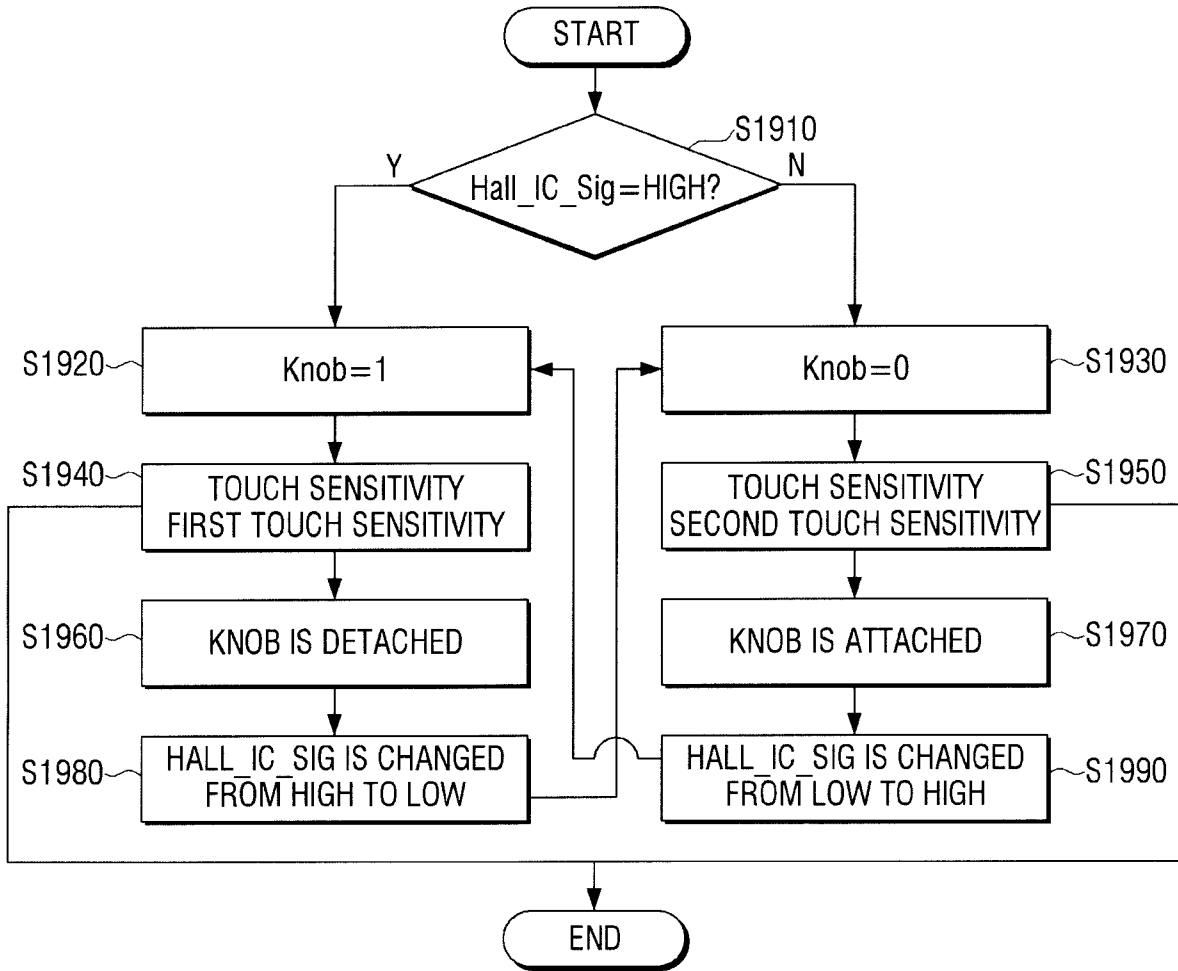 START
S1910
Y
N
Hall_IC_Sig=HIGH?
S1920
Knob=1
Knob=0
S1930
S1940
TOUCH SENSITIVITY
FIRST TOUCH SENSITIVITY
TOUCH SENSITIVITY
SECOND TOUCH SENSITIVITY
S1950
S1960
KNOB IS DETACHED
KNOB IS ATTACHED
S1970
S1980
HALL_IC_SIG IS CHANGED
FROM HIGH TO LOW
HALL_IC_SIG IS CHANGED
FROM LOW TO HIGH
S1990
END